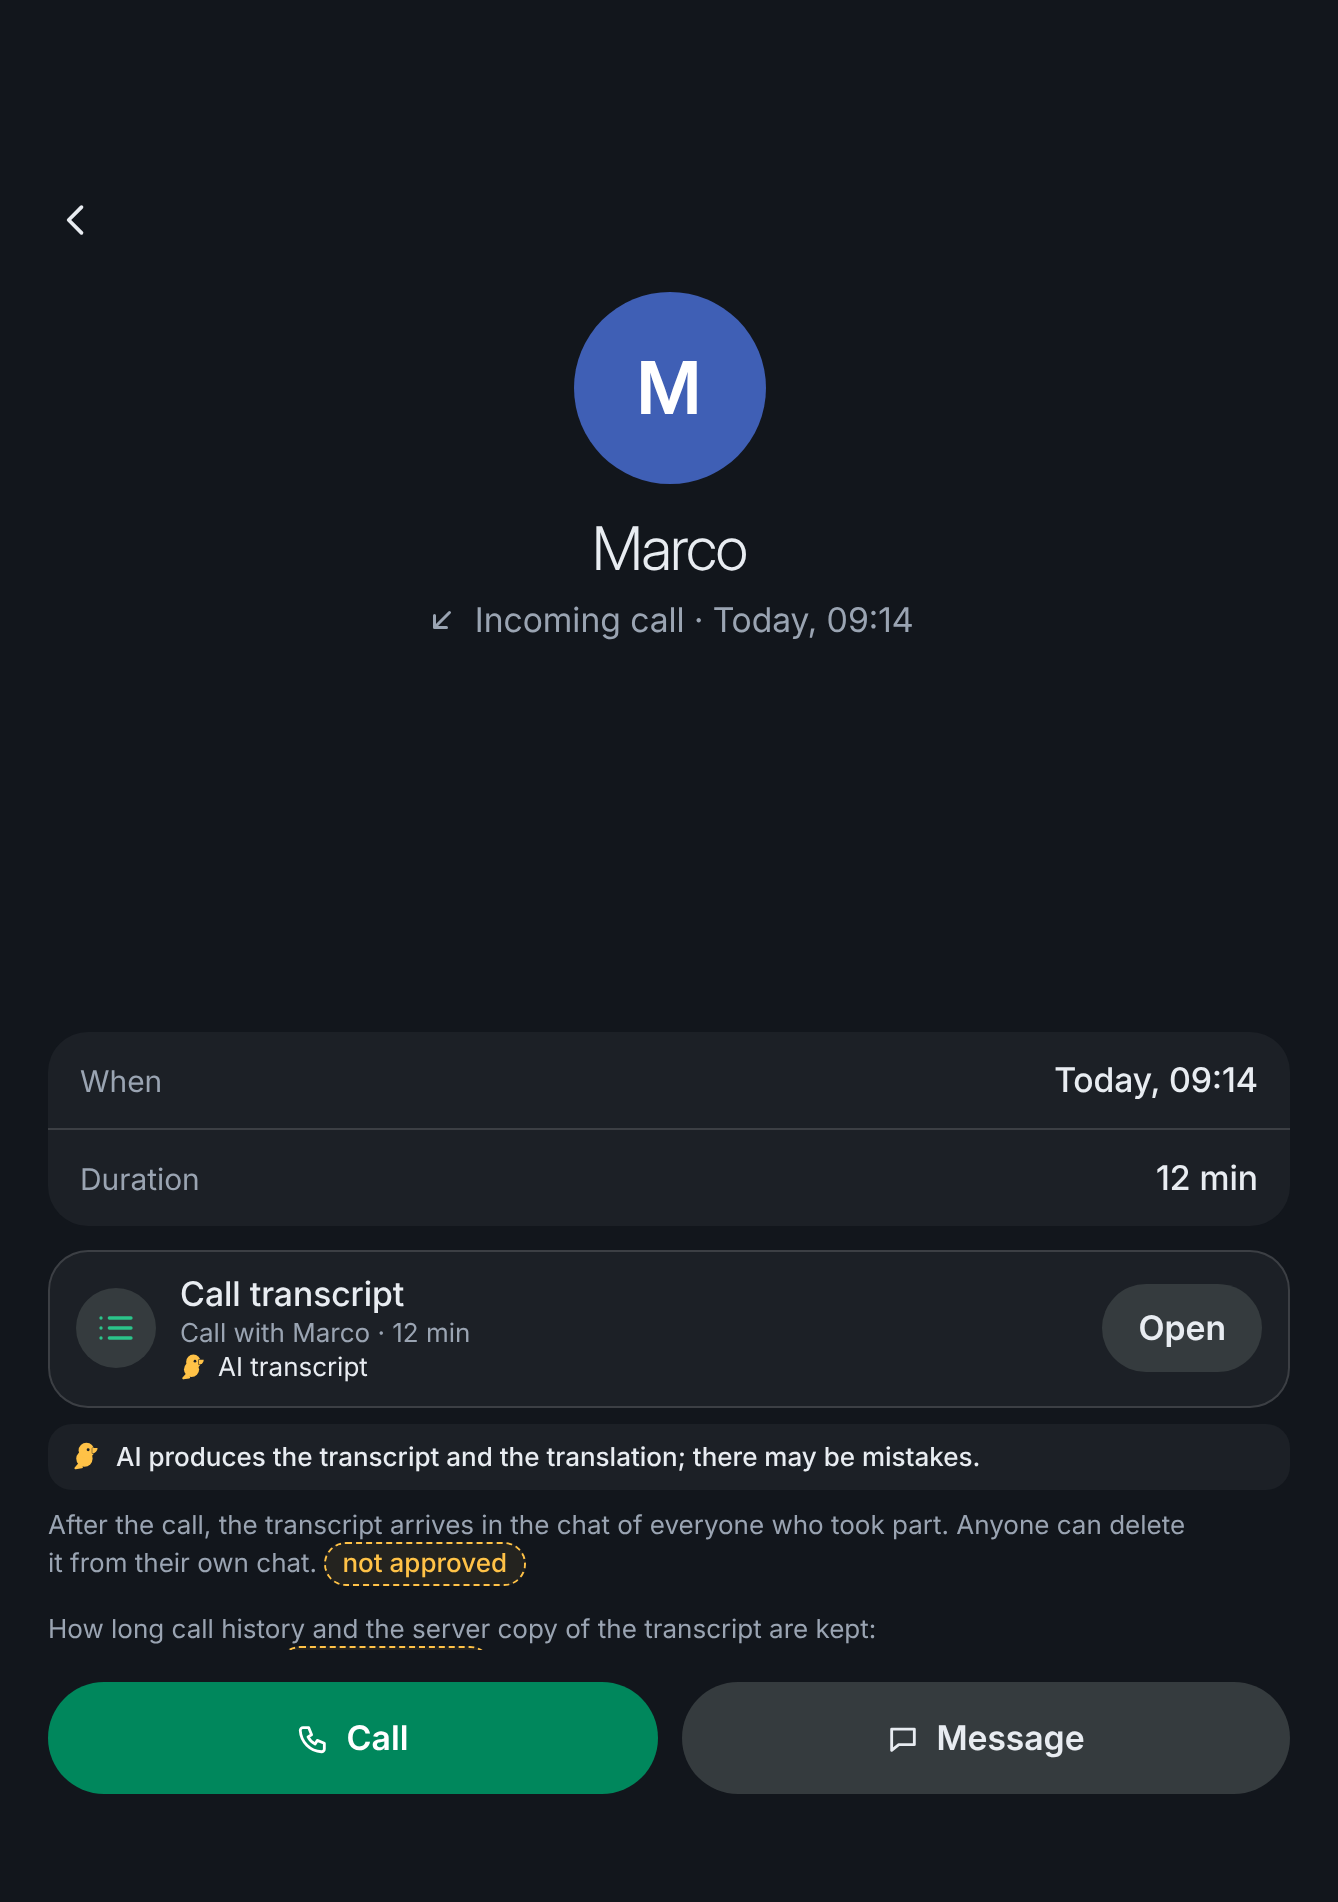 M
Marco
Incoming call · Today, 09:14
When
Today, 09:14
Duration
12 min
Call transcript
Call with Marco · 12 min
AI transcript
Open
AI produces the transcript and the translation; there may be mistakes.
After the call, the transcript arrives in the chat of everyone who took part. Anyone can delete
it from their own chat. not approved
How long call history and the server copy of the transcript are kept:
Call
Message